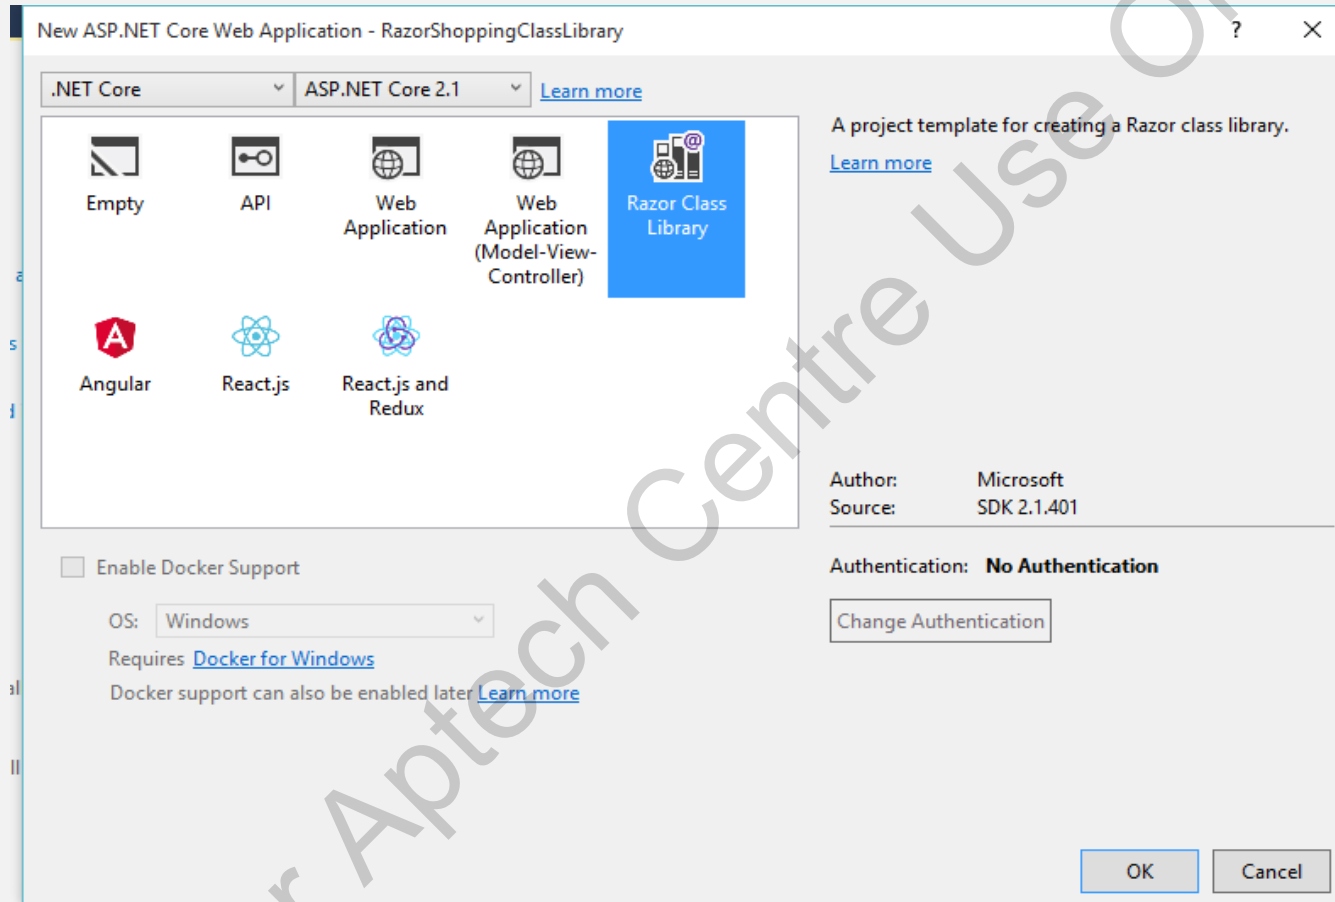 New ASP.NET Core Web Application - RazorShoppingClassLibrary
?
.NET Core
ASP.NET Core 2.1
Learn more
Empty
API
Web
Application
Web
Application
(Model-View-
Controller)
Razor Class
Library
Angular
React.js
React.js and
Redux
A project template for creating a Razor class library.
Learn more
Author: Microsoft
Source: SDK 2.1.401
Authentication: No Authentication
Change Authentication
Enable Docker Support
OS: Windows
Requires Docker for Windows
Docker support can also be enabled later Learn more
OK
Cancel
Aptech Centre Use